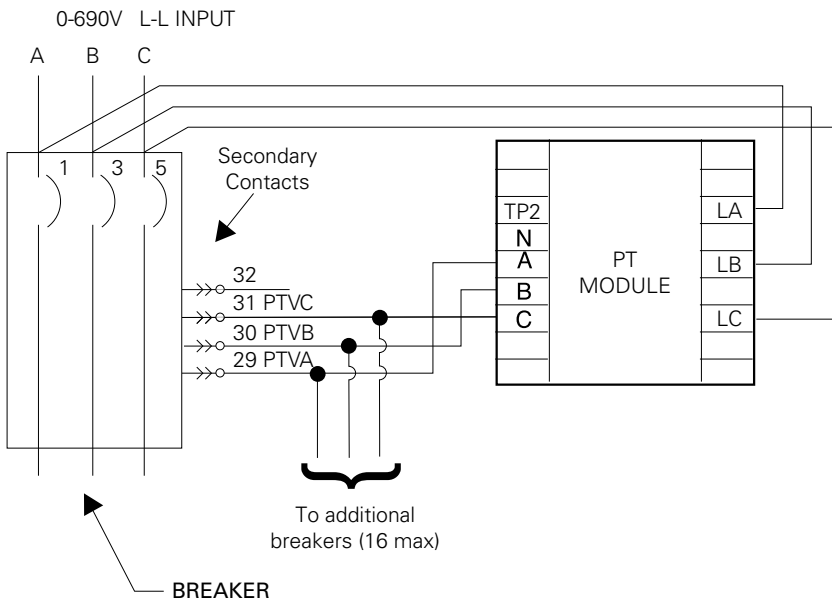 0-690V L-L INPUT
A B C
1 3 5
Secondary
Contacts
32
31 PTVC
30 PTVB
29 PTVA
TP2
N
A
B
C
PT
MODULE
LA
LB
LC
To additional
breakers (16 max)
BREAKER